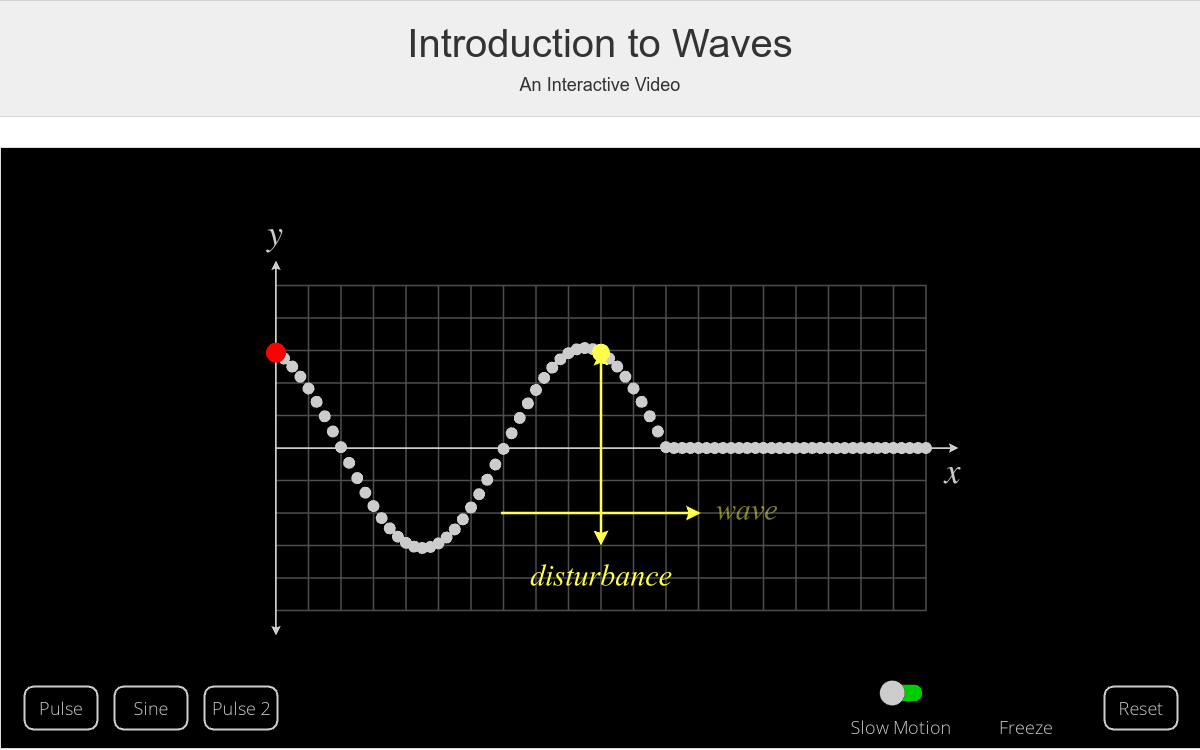 Introduction to Waves
An Interactive Video
y
x
wave
disturbance
Pulse
Sine
Pulse 2
Slow Motion
Freeze
Reset